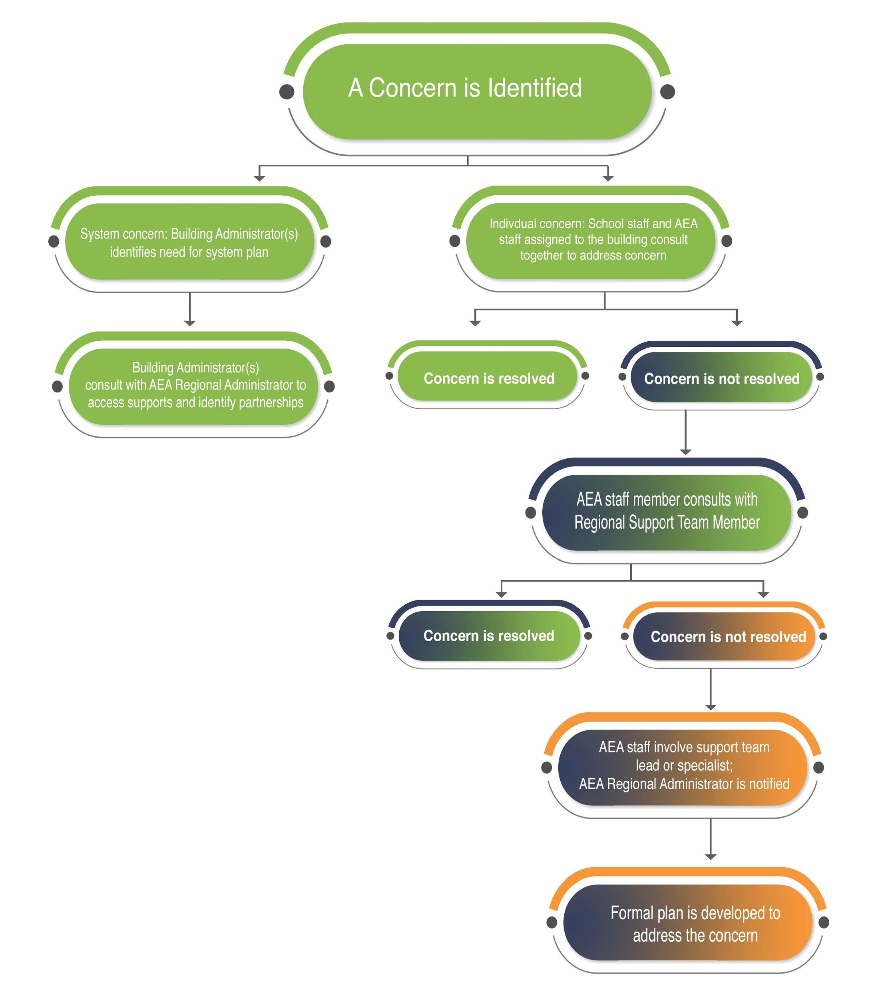 A Concern is Identified
System concern: Building Administrator(s)
identifies need for system plan
Indivdual concern: School staff and AEA
staff assigned to the building consult
together to address concern
Building Administrator(s)
consult with AEA Regional Administrator to
access supports and identify partnerships
Concern is resolved
Concern is not resolved
AEA staff member consults with
Regional Support Team Member
Concern is resolved
Concern is not resolved
AEA staff involve support team
lead or specialist;
AEA Regional Administrator is notified
Formal plan is developed to
address the concern